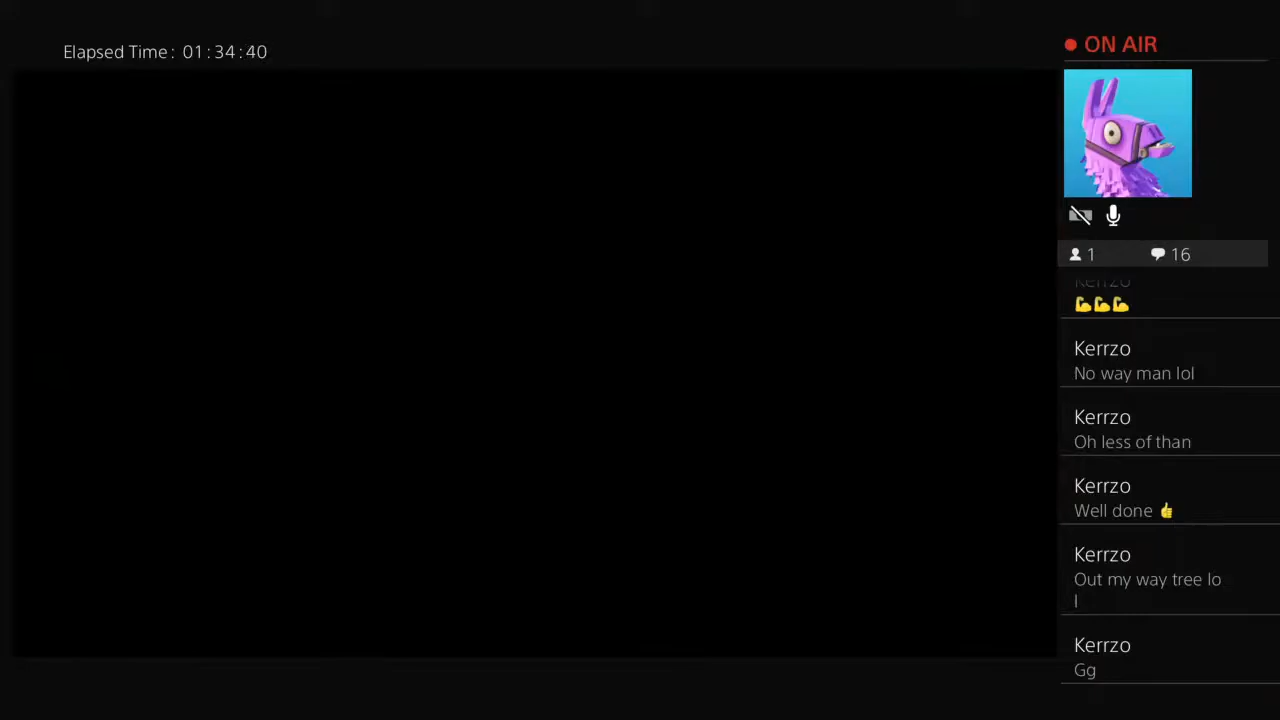 Elapsed Time: 01:34:40
ON AIR
1
16
Kerrzo
💪💪💪
Kerrzo
No way man lol
Kerrzo
Oh less of than
Kerrzo
Well done 👍
Kerrzo
Out my way tree lo
l
Kerrzo
Gg